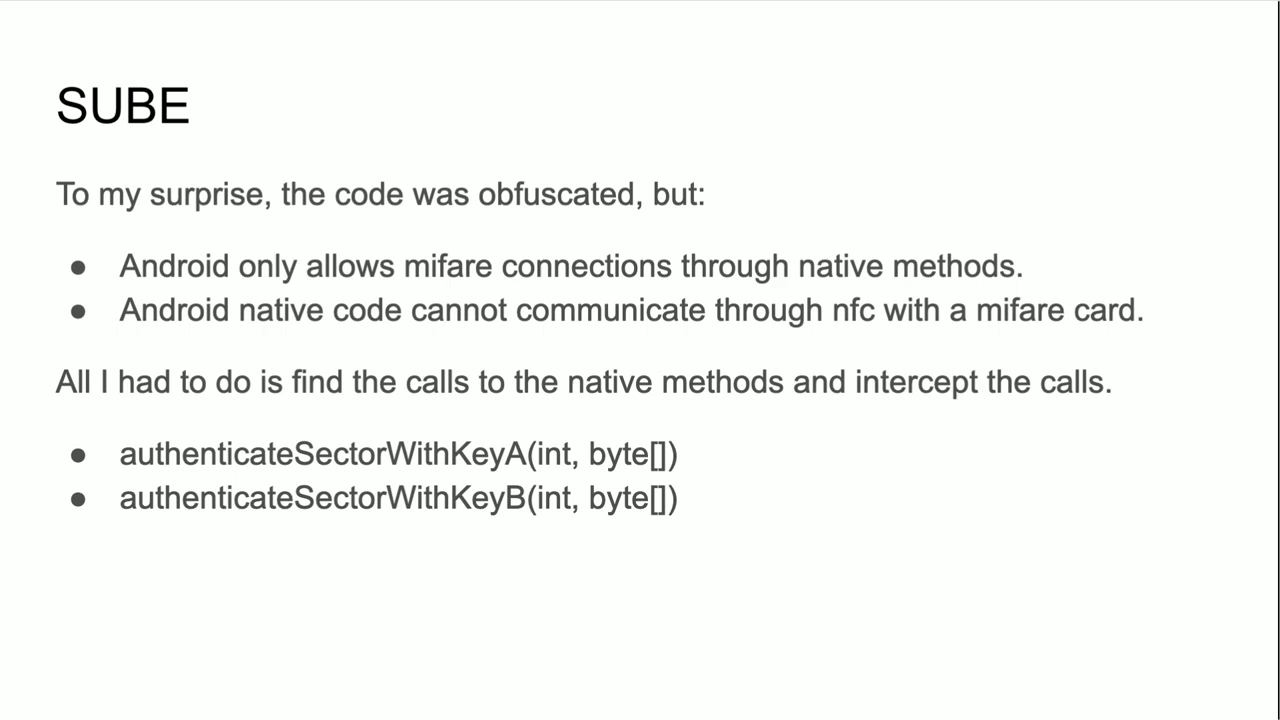 SUBE
To my surprise, the code was obfuscated, but:
● Android only allows mifare connections through native methods.
● Android native code cannot communicate through nfc with a mifare card.
All I had to do is find the calls to the native methods and intercept the calls.
● authenticateSectorWithKeyA(int, byte[])
● authenticateSectorWithKeyB(int, byte[])